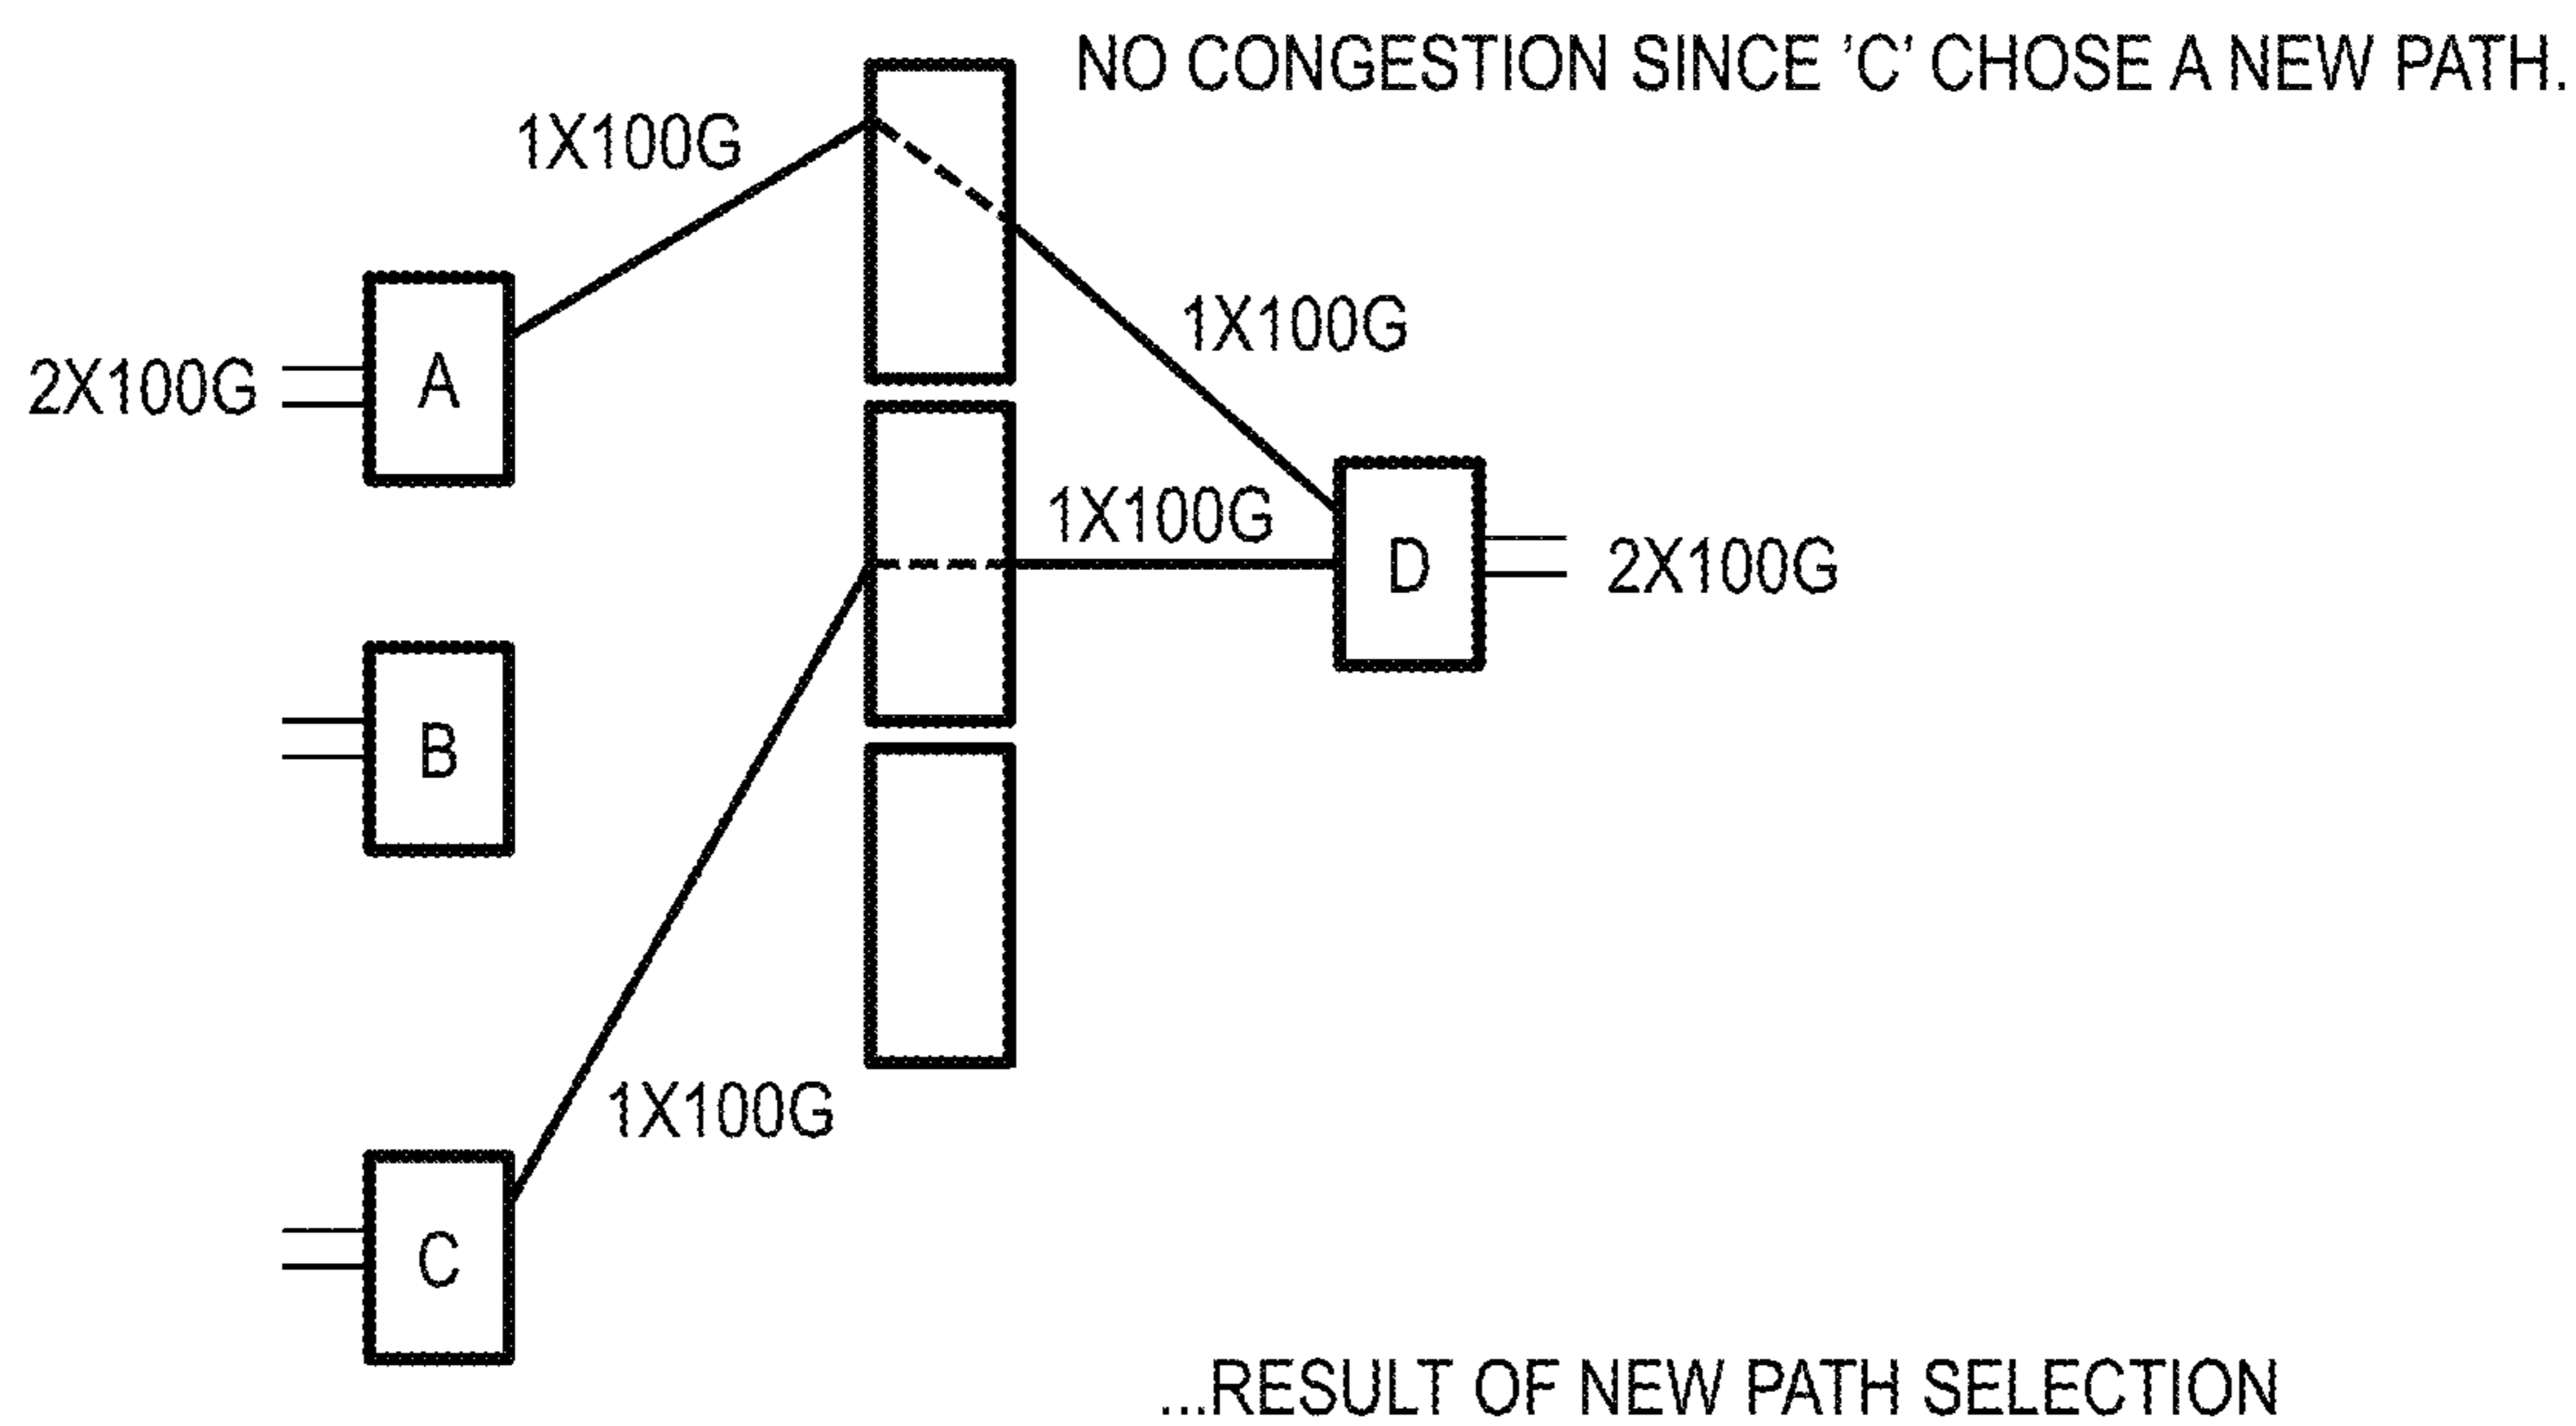 NO CONGESTION SINCE 'C' CHOSE A NEW PATH.
1X100G
1X100G
2X100G
A
1X100G
D
2X100G
B
1X100G
C
...RESULT OF NEW PATH SELECTION